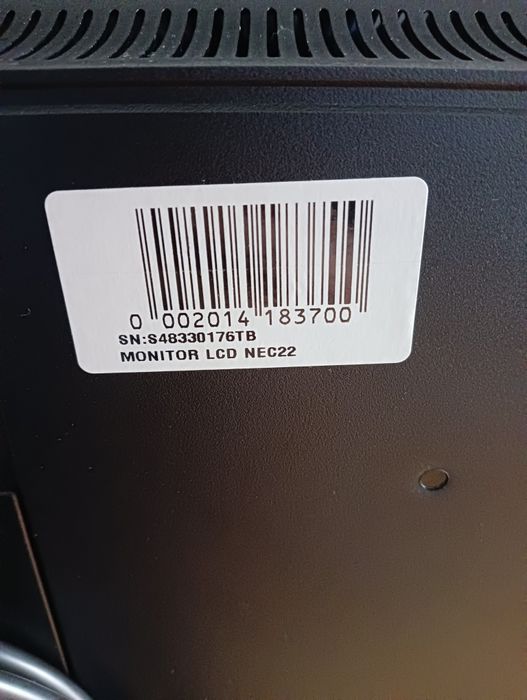 0 002014 183700
SN:S48330176TB
MONITOR LCD NEC22